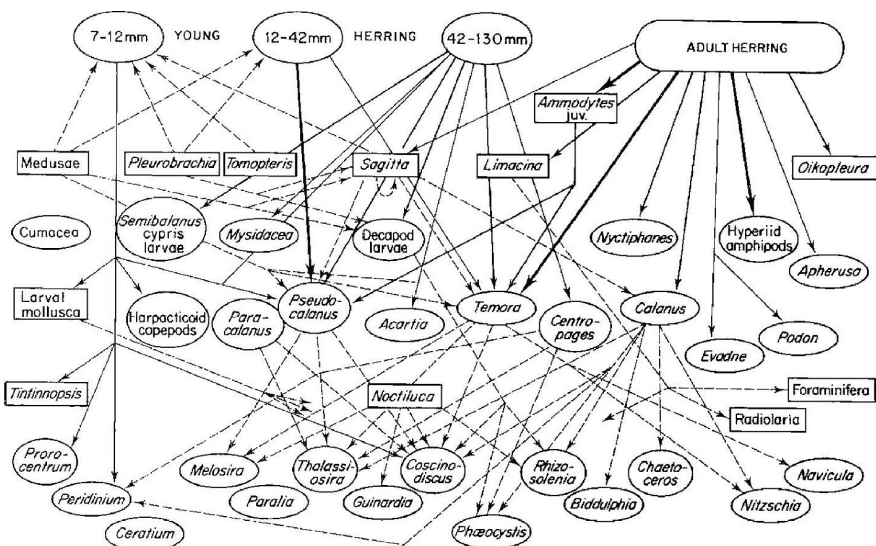 7-12mm YOUNG 12-42mm HERRING 42-130mm
ADULT HERRING
Ammodytes
juv.
Medusae Pleurobrachia Tomopteris Sagitta Limacina Oikopleura
Cumacea
Semibalanus
cypris
larvae
Mysidacea
Decapod
larvae
Nyctiphanes
Hyperiid
amphipods
Apherusa
Larval
mollusca
Harpacticoid
copepods
Para-
calanus
Pseudo-
calanus
Acartia
Temora
Centro-
pages
Calanus
Evadne
Podon
Tintinnopsis
Noctiluca
Foraminifera
Radiolaria
Proro-
centrum
Peridinium
Ceratium
Melosira
Paralia
Thalass-
iosira
Guinardia
Coscino-
discus
Phæocystis
Rhizo-
solenia
Biddulphia
Chaeto-
ceros
Nitzschia
Navicula